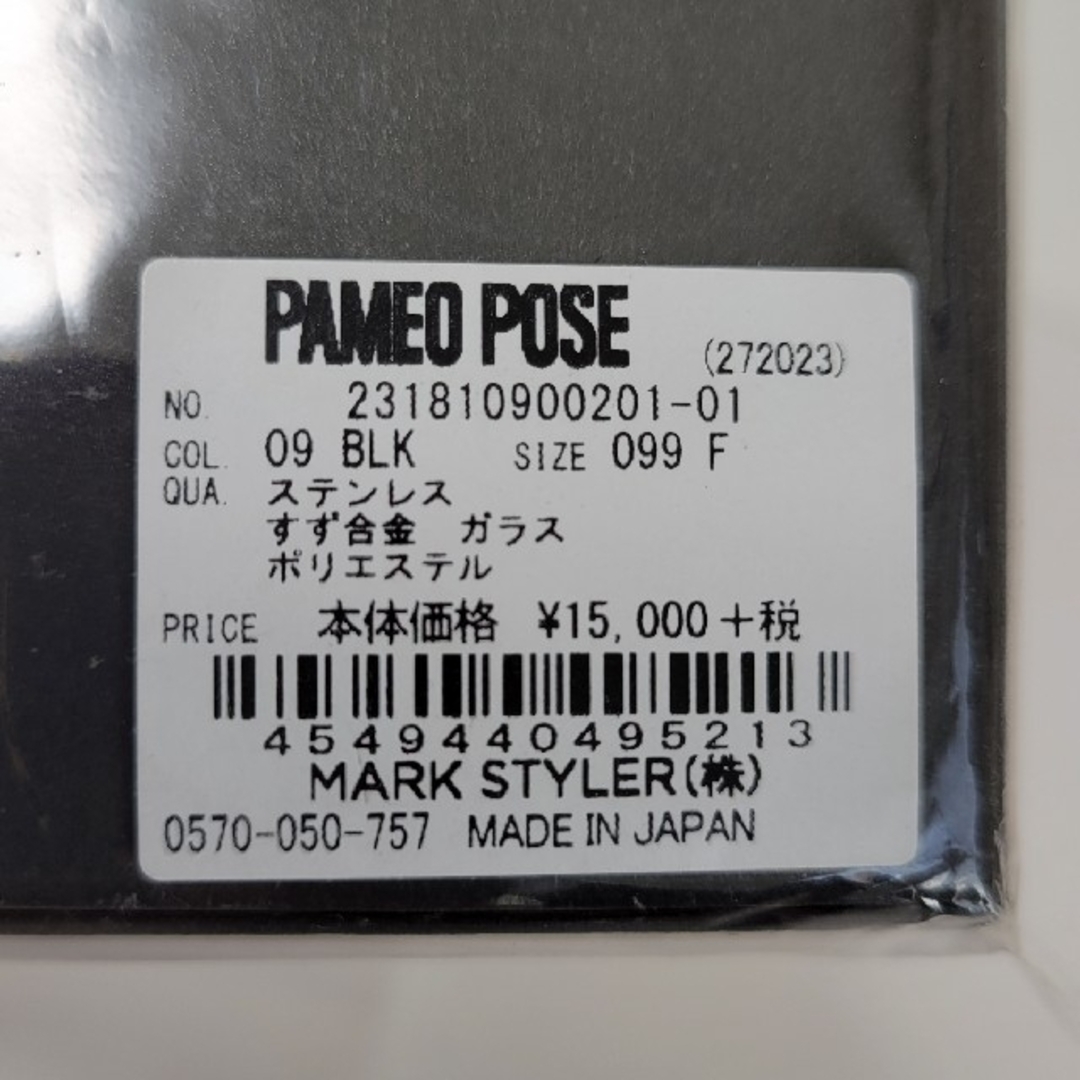 PAMEO POSE (272023)
NO. 231810900201-01
COL. 09 BLK SIZE 099 F
QUA. ステンレス
すず合金 ガラス
ポリエステル
PRICE 本体価格 ¥15,000+税
4549440495213
MARK STYLER(株)
0570-050-757 MADE IN JAPAN